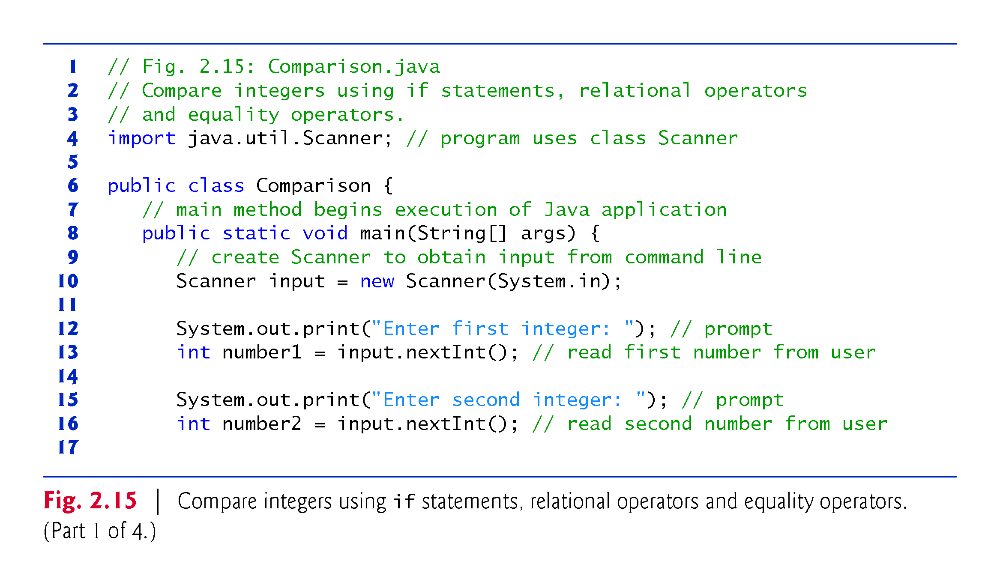 1 // Fig. 2.15: Comparison.java
2 // Compare integers using if statements, relational operators
3 // and equality operators.
4 import java.util.Scanner; // program uses class Scanner
5
6 public class Comparison {
7 // main method begins execution of Java application
8 public static void main(String[] args) {
9 // create Scanner to obtain input from command line
10 Scanner input = new Scanner(System.in);
11
12 System.out.print("Enter first integer: "); // prompt
13 int number1 = input.nextInt(); // read first number from user
14
15 System.out.print("Enter second integer: "); // prompt
16 int number2 = input.nextInt(); // read second number from user
17
Fig. 2.15 | Compare integers using if statements, relational operators and equality operators.
(Part 1 of 4.)